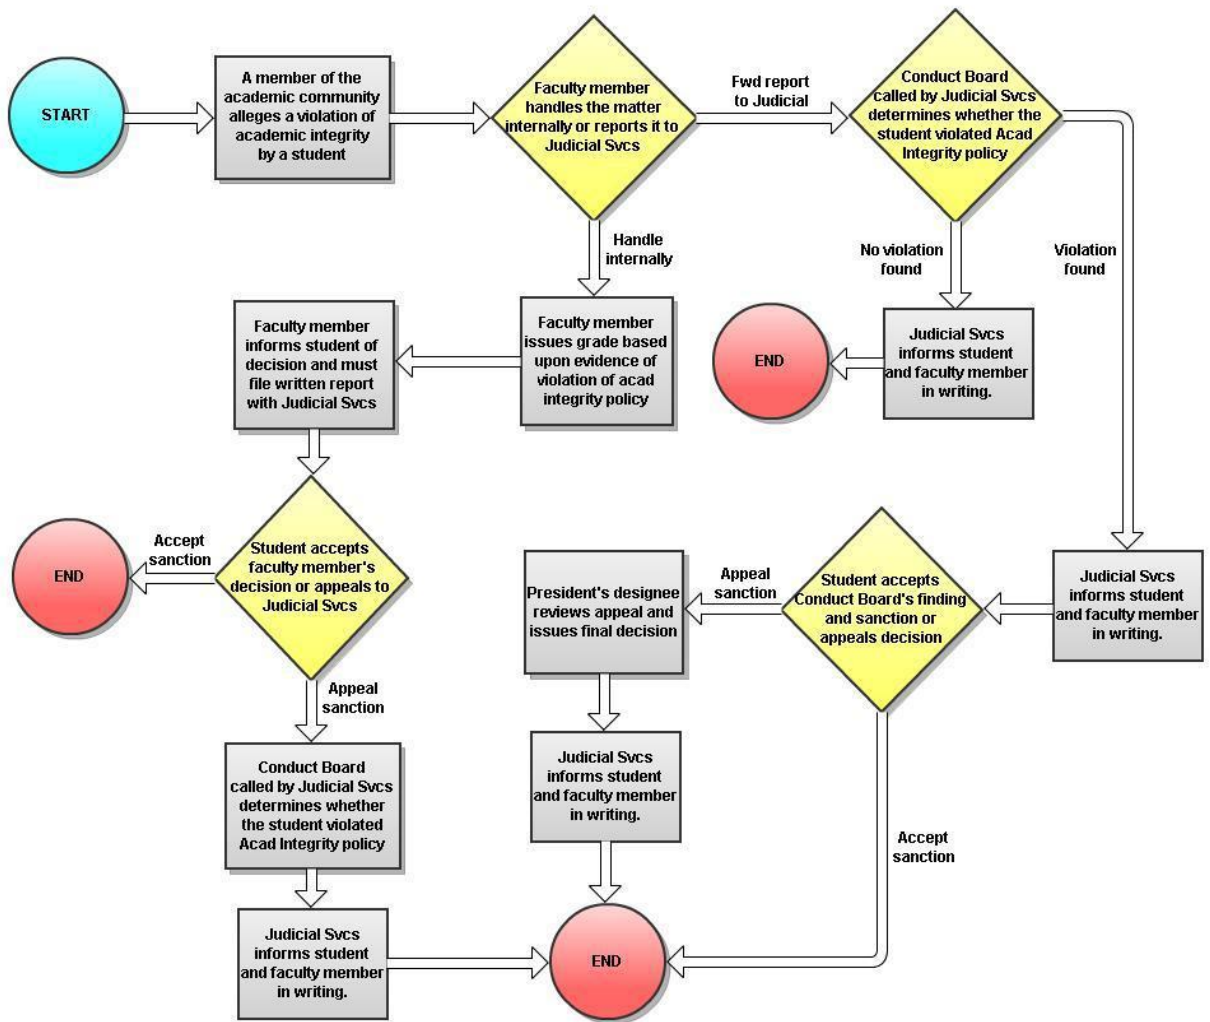 START
A member of the
academic community
alleges a violation of
academic integrity
by a student
Faculty member
handles the matter
internally or reports it to
Judicial Svcs
Fwd report
to Judicial
Conduct Board
called by Judicial Svcs
determines whether the
student violated Acad
Integrity policy
Handle
internally
No violation
found
Violation
found
Faculty member
informs student of
decision and must
file written report
with Judicial Svcs
Faculty member
issues grade based
upon evidence of
violation of acad
integrity policy
END
Judicial Svcs
informs student
and faculty member
in writing.
END
Accept
sanction
Student accepts
faculty member's
decision or appeals to
Judicial Svcs
President's designee
reviews appeal and
issues final decision
Appeal
sanction
Student accepts
Conduct Board's finding
and sanction or
appeals decision
Judicial Svcs
informs student
and faculty member
in writing.
Appeal
sanction
Conduct Board
called by Judicial Svcs
determines whether
the student violated
Acad Integrity policy
Judicial Svcs
informs student
and faculty member
in writing.
Accept
sanction
Judicial Svcs
informs student
and faculty member
in writing.
END